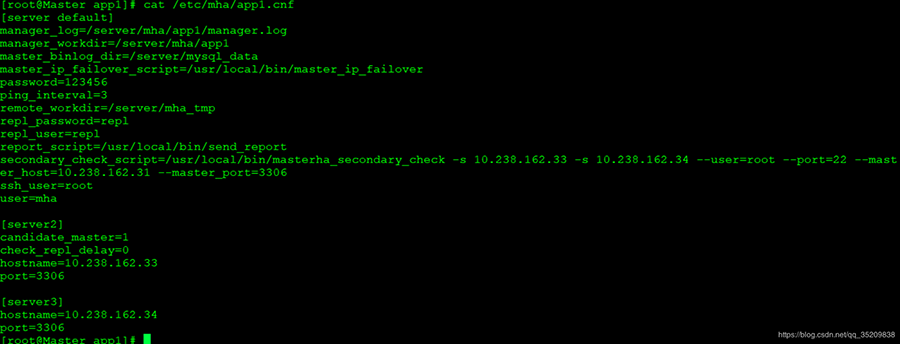 [root@Master app1]# cat /etc/mha/app1.cnf
[server default]
manager_log=/server/mha/app1/manager.log
manager_workdir=/server/mha/app1
master_binlog_dir=/server/mysql_data
master_ip_failover_script=/usr/local/bin/master_ip_failover
password=123456
ping_interval=3
remote_workdir=/server/mha_tmp
repl_password=repl
repl_user=repl
report_script=/usr/local/bin/send_report
secondary_check_script=/usr/local/bin/masterha_secondary_check -s 10.238.162.33 -s 10.238.162.34 --user=root --port=22 --mast
er_host=10.238.162.31 --master_port=3306
ssh_user=root
user=mha
[server2]
candidate_master=1
check_repl_delay=0
hostname=10.238.162.33
port=3306
[server3]
hostname=10.238.162.34
port=3306
[root@Master app1]#
https://blog.csdn.net/qq_35209838